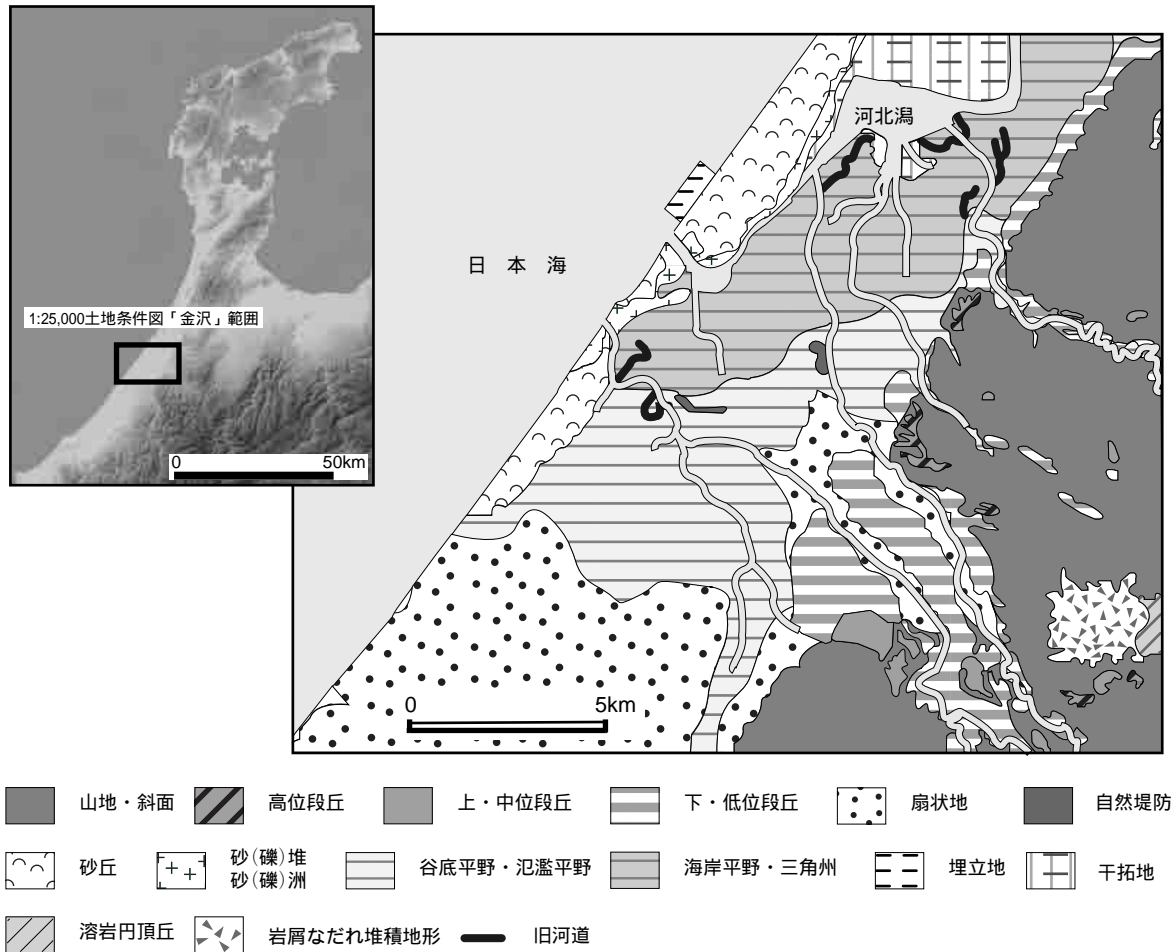 1:25,000土地条件図「金沢」範囲
0 50km
河北潟
日 本 海
0 5km
山地・斜面
高位段丘
上・中位段丘
下・低位段丘
扇状地
自然堤防
砂丘
砂(礫)堆
砂(礫)洲
谷底平野・氾濫平野
海岸平野・三角州
埋立地
干拓地
溶岩円頂丘
岩屑なだれ堆積地形
旧河道